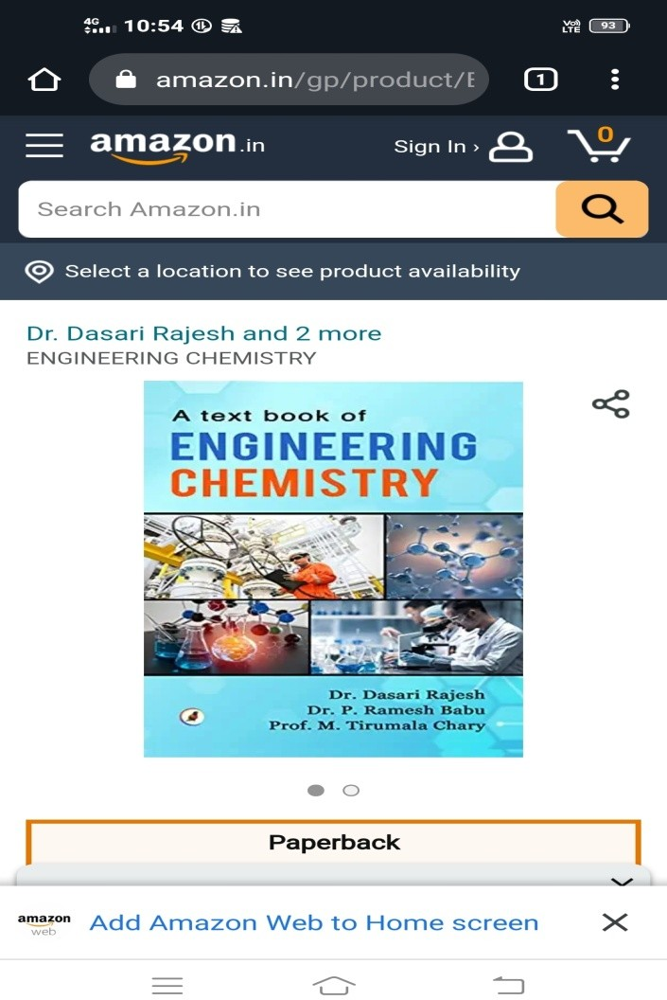 4G 10:54 VoD LTE 93
amazon.in/gp/product/E 1
amazon.in Sign In › 0
Search Amazon.in
Select a location to see product availability
Dr. Dasari Rajesh and 2 more
ENGINEERING CHEMISTRY
A text book of
ENGINEERING
CHEMISTRY
Dr. Dasari Rajesh
Dr. P. Ramesh Babu
Prof. M. Tirumala Chary
Paperback
amazon
web
Add Amazon Web to Home screen